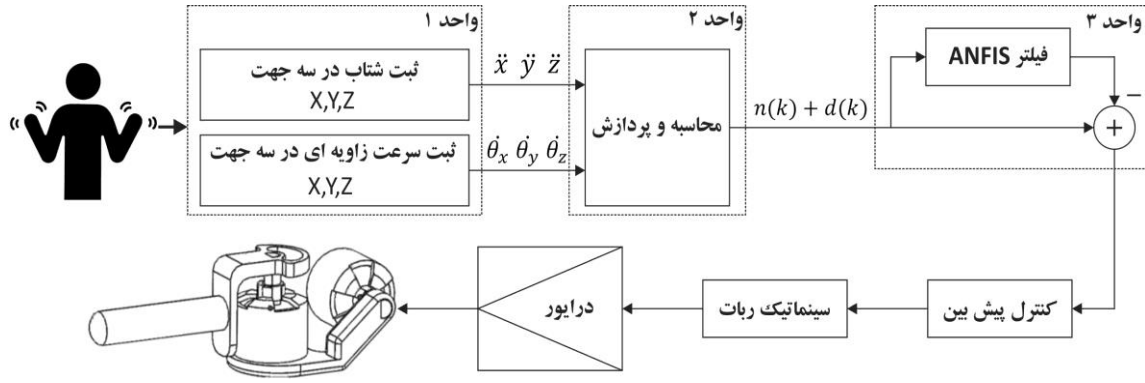 واحد ۱
ثبت شتاب در سه جهت
X,Y,Z
ثبت سرعت زاویه ای در سه جهت
X,Y,Z
ẍ ÿ z̈
θ̇ₓ θ̇ᵧ θ̇_z
واحد ۲
محاسبه و پردازش
n(k) + d(k)
واحد ۳
فیلتر ANFIS
−
+
کنترل پیش بین
سینماتیک ربات
درایور